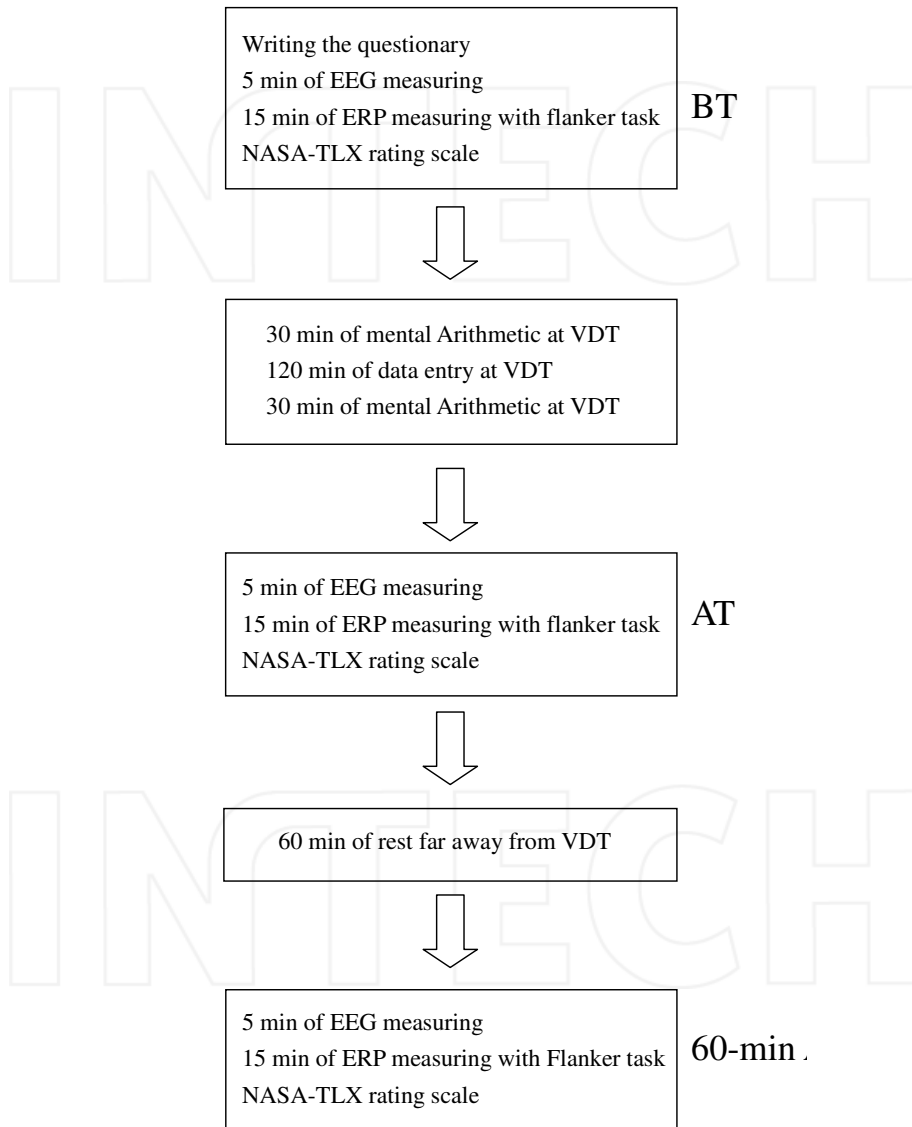 Writing the questionary
5 min of EEG measuring
15 min of ERP measuring with flanker task
NASA-TLX rating scale
BT
30 min of mental Arithmetic at VDT
120 min of data entry at VDT
30 min of mental Arithmetic at VDT
5 min of EEG measuring
15 min of ERP measuring with flanker task
NASA-TLX rating scale
AT
60 min of rest far away from VDT
5 min of EEG measuring
15 min of ERP measuring with Flanker task
NASA-TLX rating scale
60-min
INTECH
INTECH